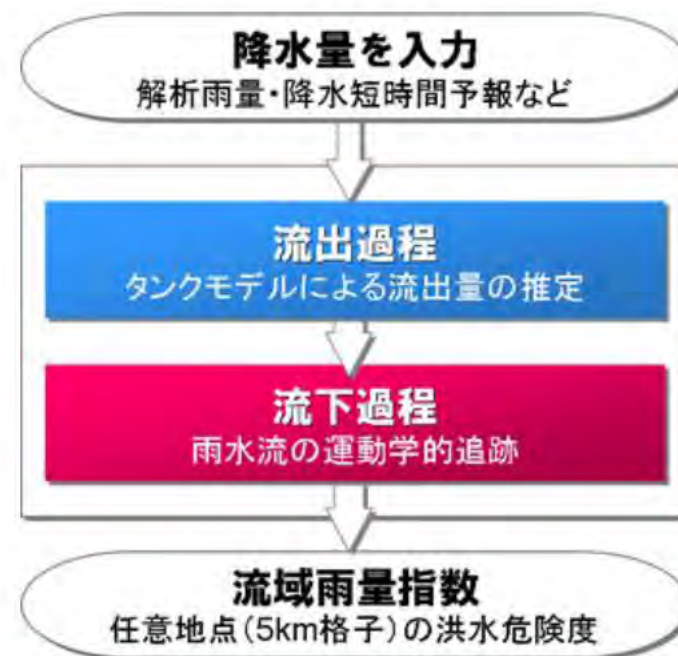 降水量を入力
解析雨量・降水短時間予報など
流出過程
タンクモデルによる流出量の推定
流下過程
雨水流の運動学的追跡
流域雨量指数
任意地点(5km格子)の洪水危険度